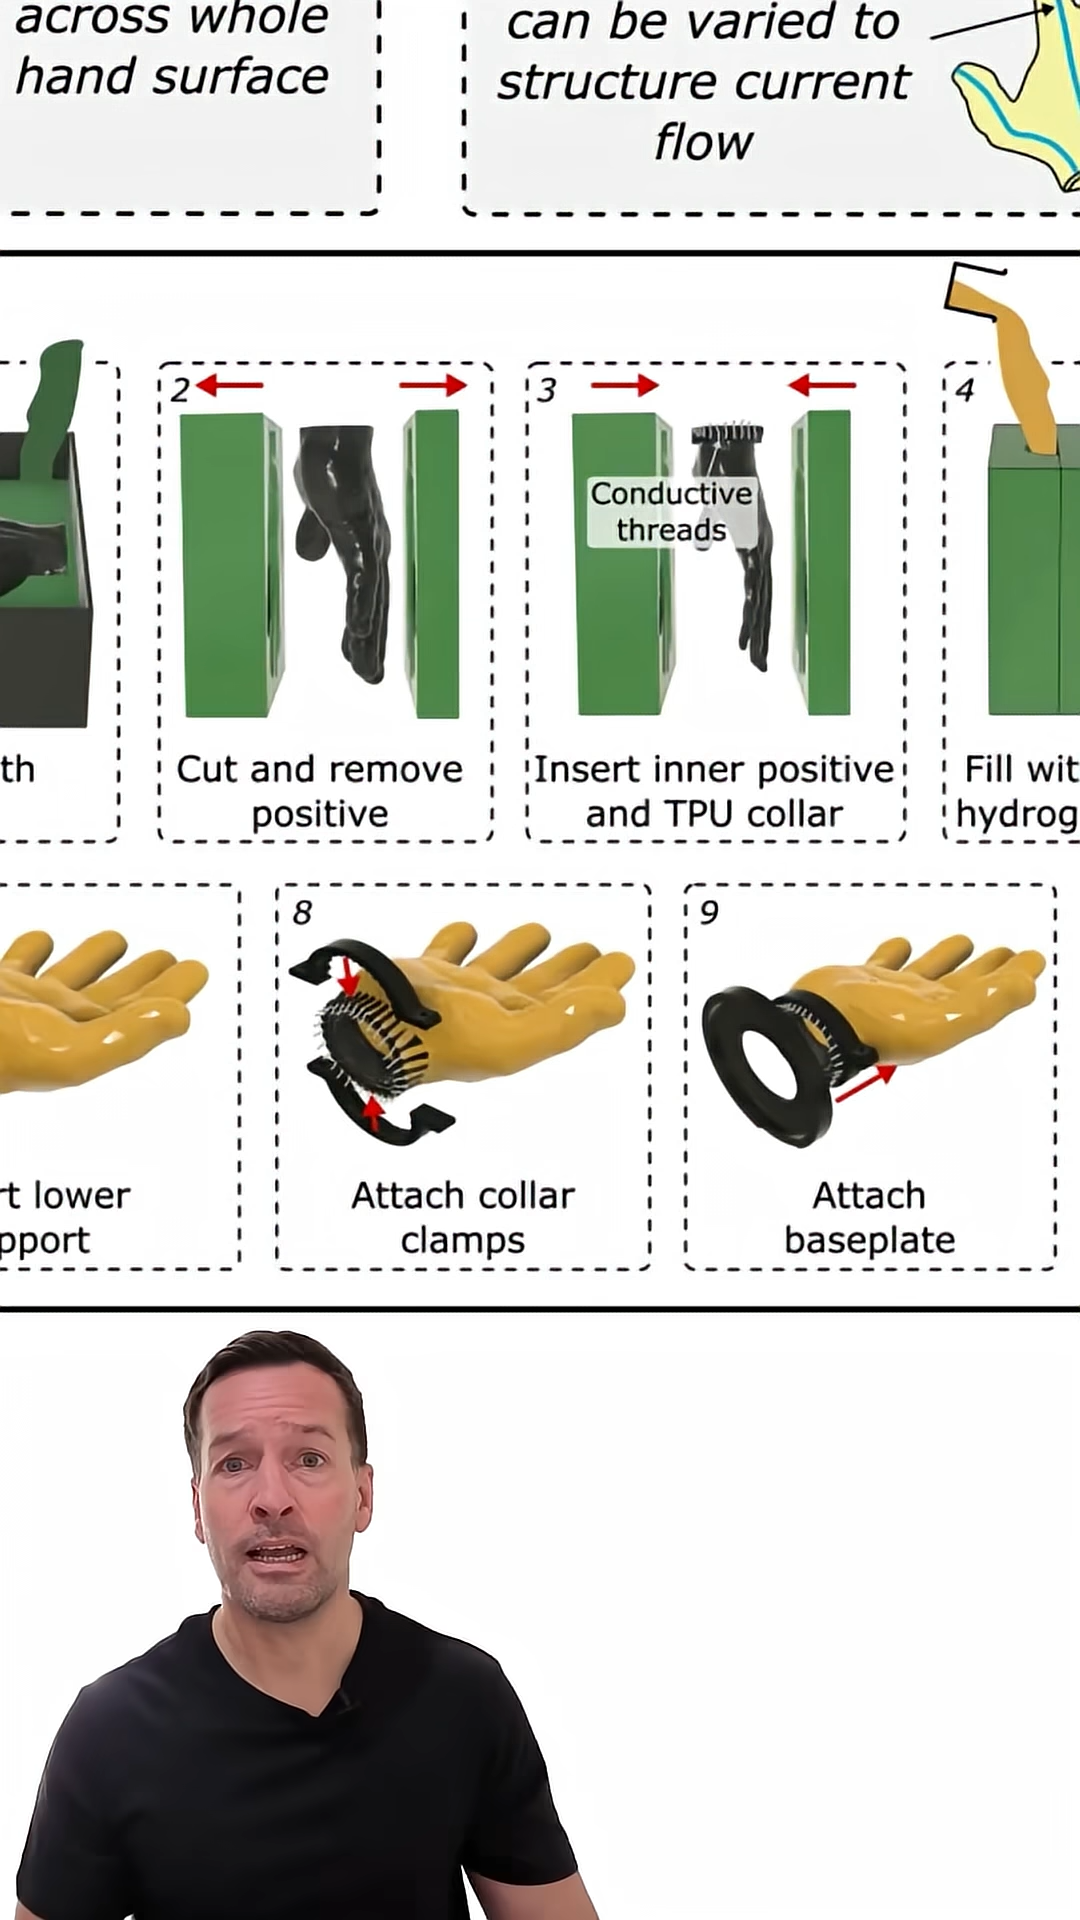 across whole
hand surface
can be varied to
structure current
flow
2
3
4
Conductive
threads
th
Cut and remove
positive
Insert inner positive
and TPU collar
Fill wit
hydrog
8
9
rt lower
pport
Attach collar
clamps
Attach
baseplate